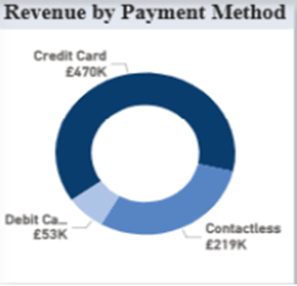 Revenue by Payment Method
Credit Card
£470K
Debit Ca...
£53K
Contactless
£219K